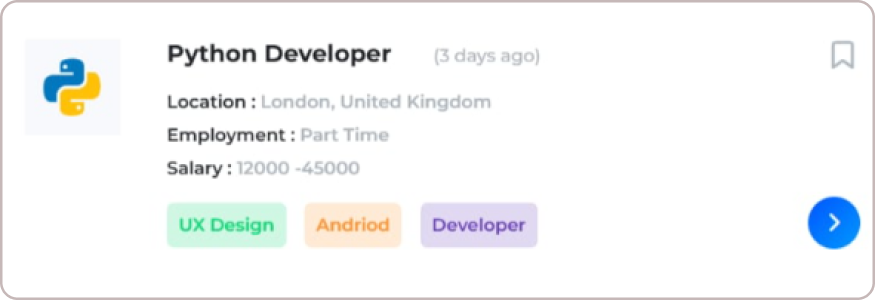 Python Developer (3 days ago)
Location : London, United Kingdom
Employment : Part Time
Salary : 12000 -45000
UX Design Andriod Developer